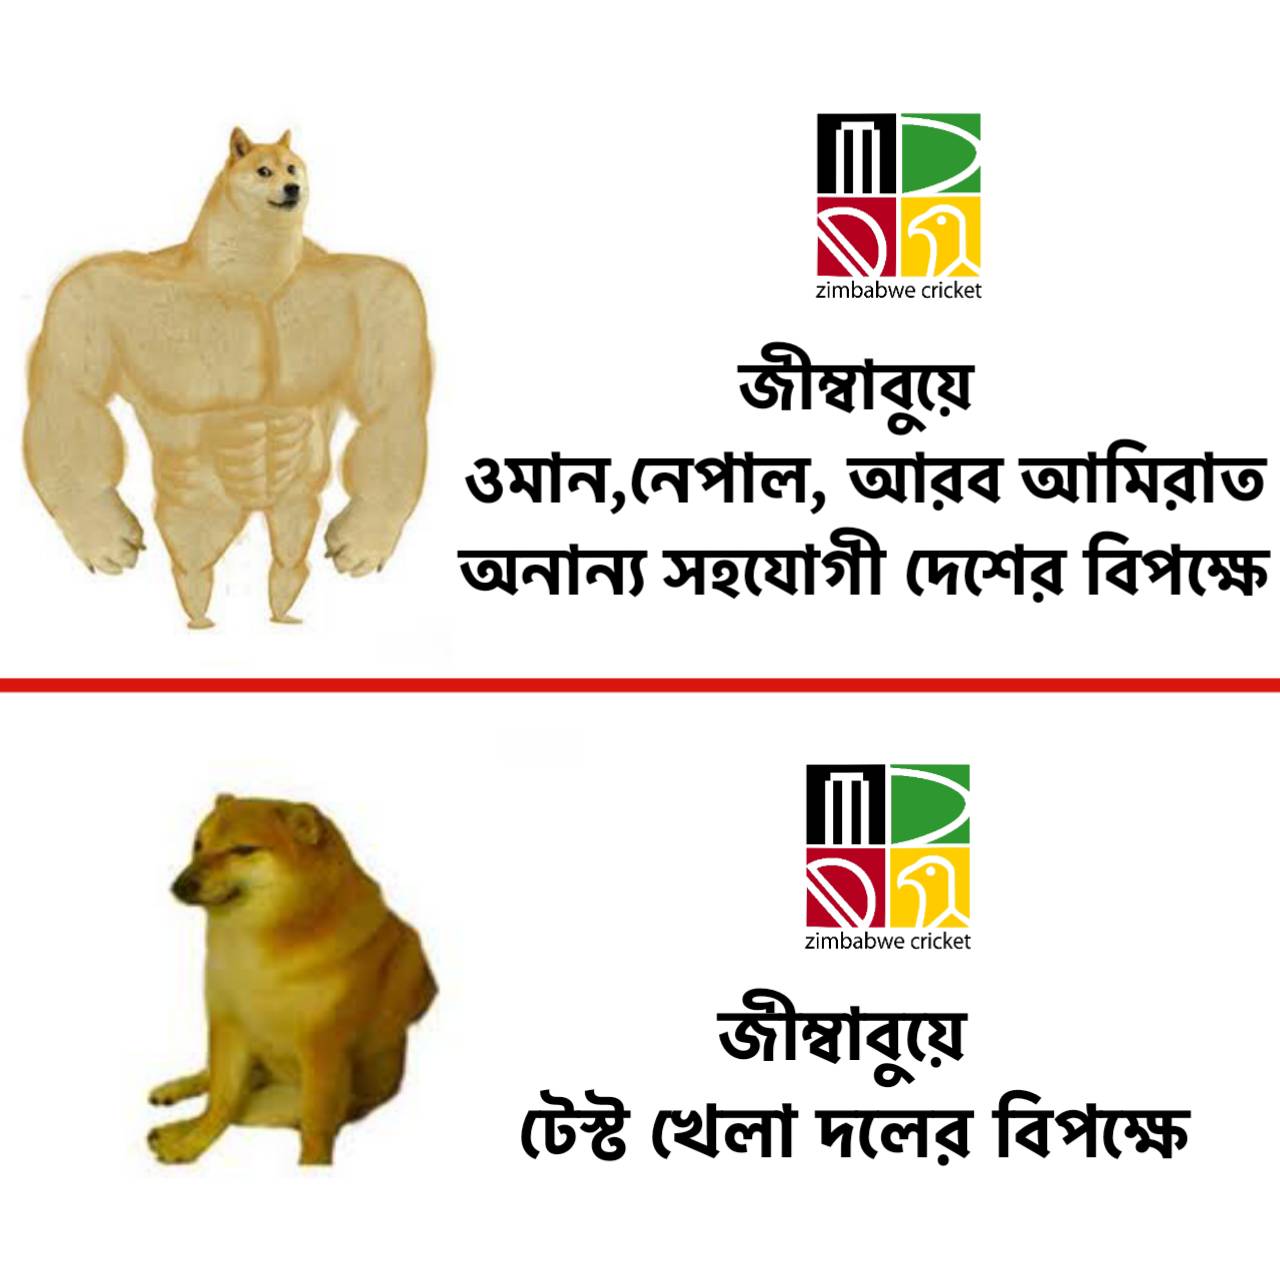 zimbabwe cricket
জীম্বাবুয়ে
ওমান,নেপাল, আরব আমিরাত
অনান্য সহযোগী দেশের বিপক্ষে
zimbabwe cricket
জীম্বাবুয়ে
টেস্ট খেলা দলের বিপক্ষে